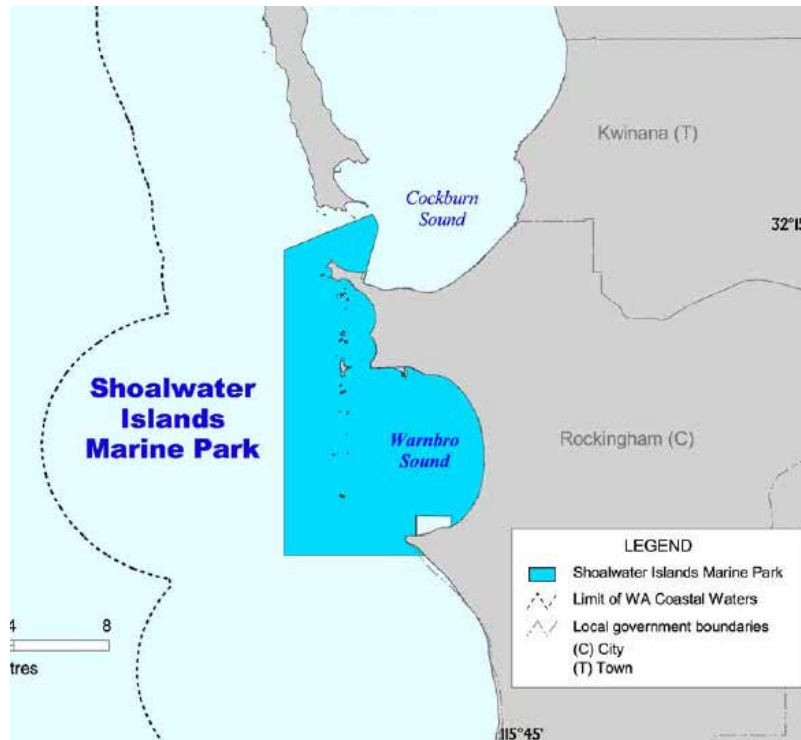 Kwinana (T)
Cockburn
Sound
32°15
Shoalwater
Islands
Marine Park
Warnbro
Sound
Rockingham (C)
LEGEND
Shoalwater Islands Marine Park
Limit of WA Coastal Waters
Local government boundaries
(C) City
(T) Town
4 8
tres
115°45'